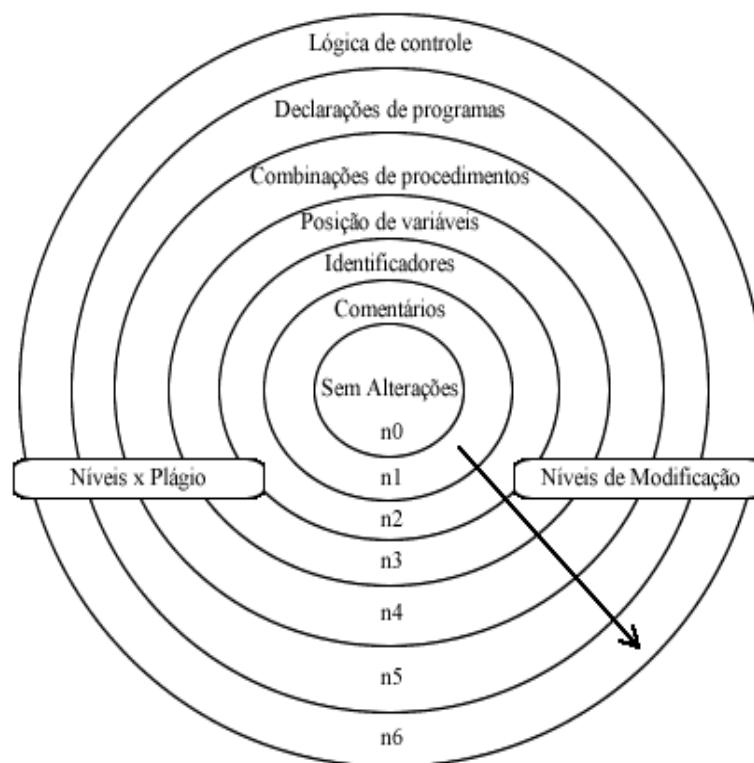 Lógica de controle
Declarações de programas
Combinações de procedimentos
Posição de variáveis
Identificadores
Comentários
Sem Alterações
n0
Níveis x Plágio
n1
Níveis de Modificação
n2
n3
n4
n5
n6